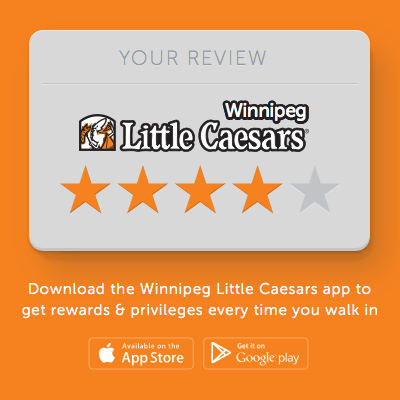 YOUR REVIEW
Winnipeg
Little Caesars®
Download the Winnipeg Little Caesars app to
get rewards & privileges every time you walk in
Available on the
App Store
Get it on
Google play